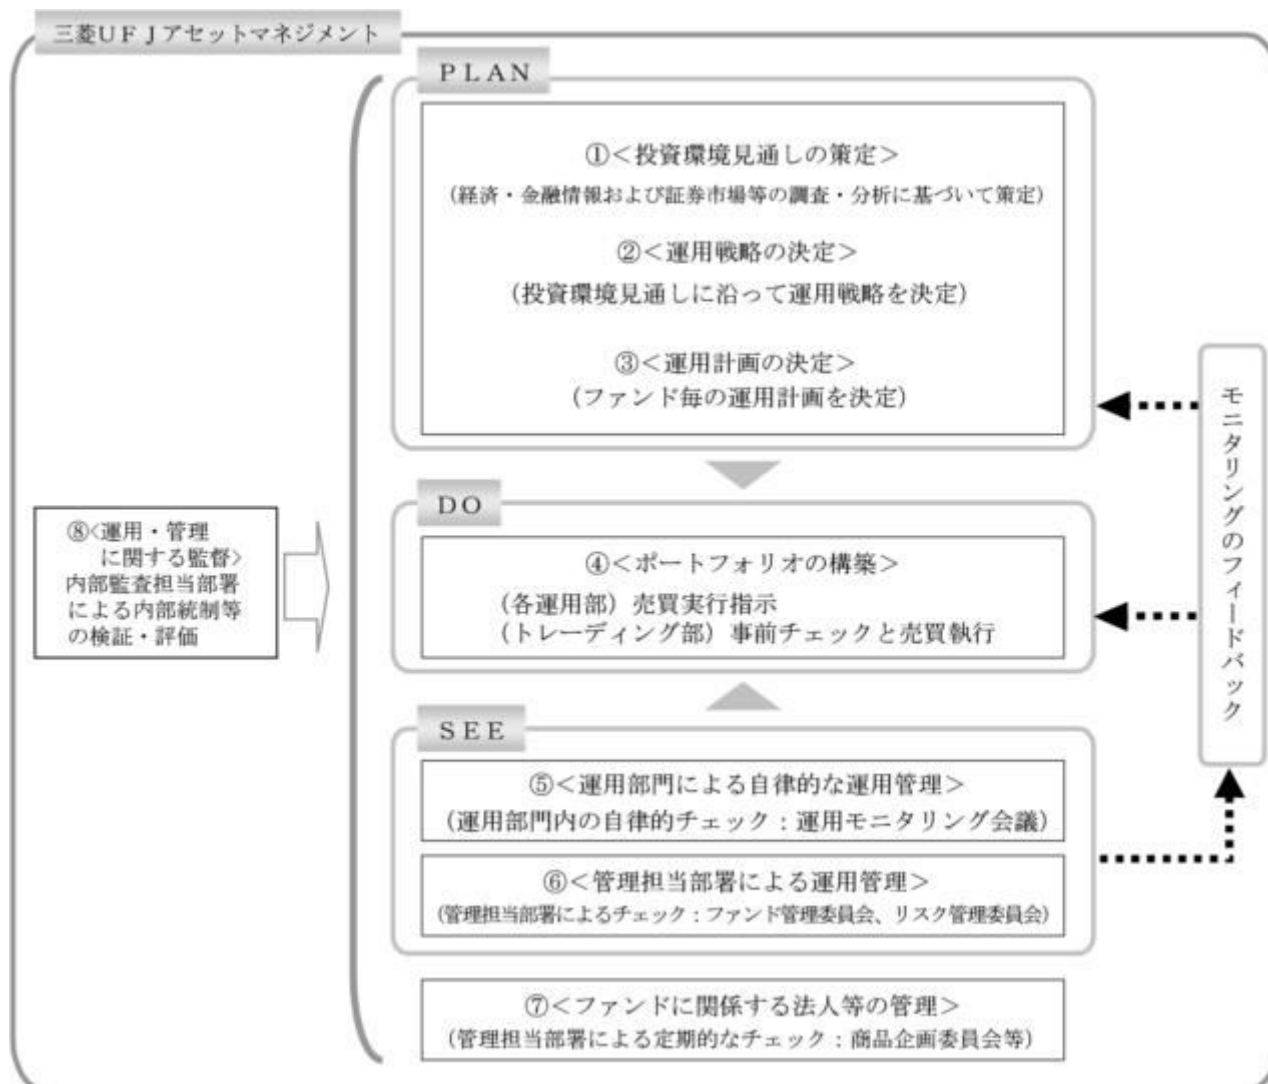 三菱ＵＦＪアセットマネジメント
ＰＬＡＮ
①＜投資環境見通しの策定＞
（経済・金融情報および証券市場等の調査・分析に基づいて策定）
②＜運用戦略の決定＞
（投資環境見通しに沿って運用戦略を決定）
③＜運用計画の決定＞
（ファンド毎の運用計画を決定）
ＤＯ
④＜ポートフォリオの構築＞
（各運用部）売買実行指示
（トレーディング部）事前チェックと売買執行
ＳＥＥ
⑤＜運用部門による自律的な運用管理＞
（運用部門内の自律的チェック：運用モニタリング会議）
⑥＜管理担当部署による運用管理＞
（管理担当部署によるチェック：ファンド管理委員会、リスク管理委員会）
⑦＜ファンドに関係する法人等の管理＞
（管理担当部署による定期的なチェック：商品企画委員会等）
⑧<運用・管理
に関する監督>
内部監査担当部署
による内部統制等
の検証・評価
モニタリングのフィードバック